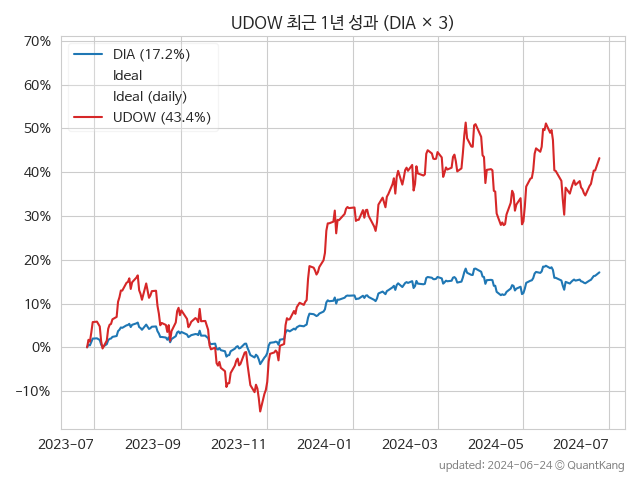 UDOW 최근 1년 성과 (DIA × 3)
70%
60%
50%
40%
30%
20%
10%
0%
−10%
DIA (17.2%)
Ideal
Ideal (daily)
UDOW (43.4%)
2023-07 2023-09 2023-11 2024-01 2024-03 2024-05 2024-07
updated: 2024-06-24 © QuantKang